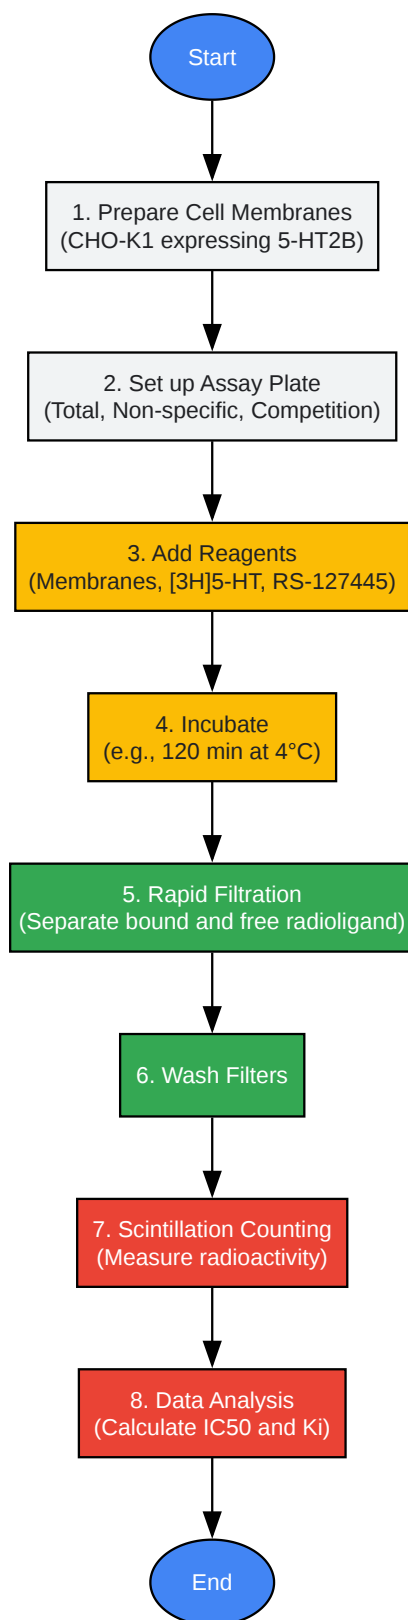 Start
1. Prepare Cell Membranes
(CHO-K1 expressing 5-HT2B)
2. Set up Assay Plate
(Total, Non-specific, Competition)
3. Add Reagents
(Membranes, [3H]5-HT, RS-127445)
4. Incubate
(e.g., 120 min at 4°C)
5. Rapid Filtration
(Separate bound and free radioligand)
6. Wash Filters
7. Scintillation Counting
(Measure radioactivity)
8. Data Analysis
(Calculate IC50 and Ki)
End